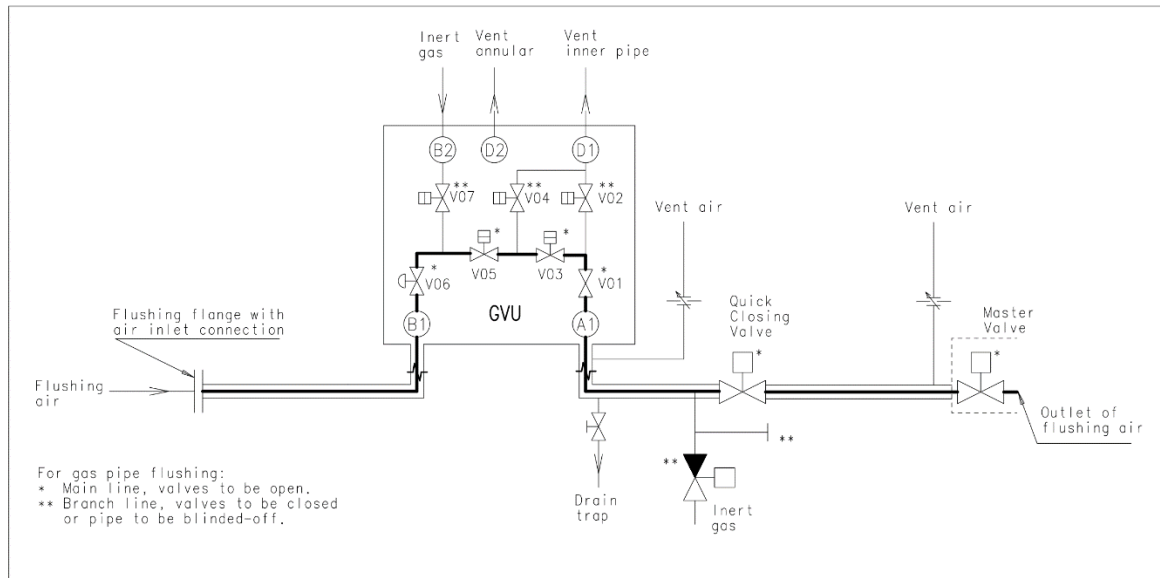 Inert
gas
Vent
annular
Vent
inner pipe
B2
D2
D1
**
V07
**
V04
**
V02
Vent air
Vent air
*
V05
*
V03
*
V06
*
V01
Flushing flange with
air inlet connection
B1
GVU
A1
Quick
Closing
Valve
*
Master
Valve
*
Flushing
air
Outlet of
flushing air
**
**
For gas pipe flushing:
* Main line, valves to be open.
** Branch line, valves to be closed
or pipe to be blinded-off.
Drain
trap
Inert
gas